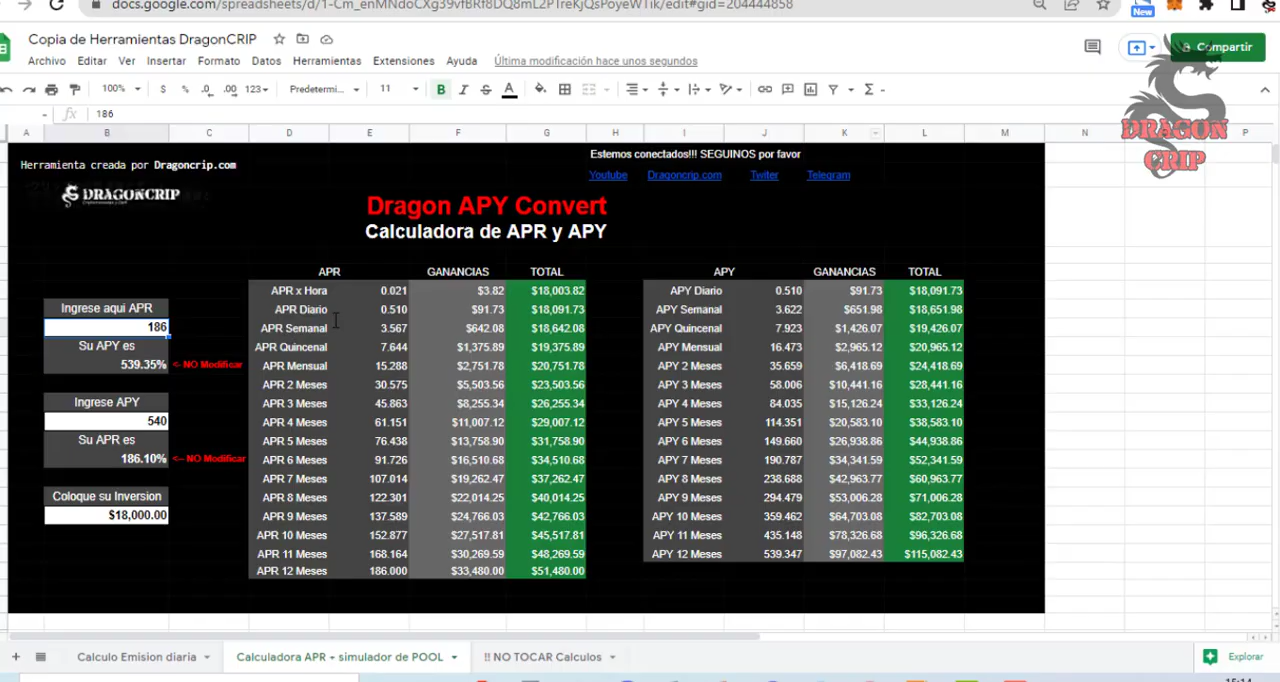 docs.google.com/spreadsheets/d/1-Cm_enMNdoCXg39vfBRf8DQ8mL2PTreKjQsPoyeWTik/edit#gid=204444858
New
Copia de Herramientas DragonCRIP
Archivo Editar Ver Insertar Formato Datos Herramientas Extensiones Ayuda Última modificación hace unos segundos
Compartir
100% $ % .0 .00 123 Predetermi... 11 B I S A Σ
fx 186
A B C D E F G H I J K L M N O P
DRAGON
CRIP
Herramienta creada por Dragoncrip.com
DRAGONCRIP
Estemos conectados!!! SEGUINOS por favor
Youtube Dragoncrip.com Twiter Telegram
Dragon APY Convert
Calculadora de APR y APY
Ingrese aqui APR
186
Su APY es
539.35% <- NO Modificar
Ingrese APY
540
Su APR es
186.10% <- NO Modificar
Coloque su Inversion
$18,000.00
APR GANANCIAS TOTAL
APR x Hora 0.021 $3.82 $18,003.82
APR Diario 0.510 $91.73 $18,091.73
APR Semanal 3.567 $642.08 $18,642.08
APR Quincenal 7.644 $1,375.89 $19,375.89
APR Mensual 15.288 $2,751.78 $20,751.78
APR 2 Meses 30.575 $5,503.56 $23,503.56
APR 3 Meses 45.863 $8,255.34 $26,255.34
APR 4 Meses 61.151 $11,007.12 $29,007.12
APR 5 Meses 76.438 $13,758.90 $31,758.90
APR 6 Meses 91.726 $16,510.68 $34,510.68
APR 7 Meses 107.014 $19,262.47 $37,262.47
APR 8 Meses 122.301 $22,014.25 $40,014.25
APR 9 Meses 137.589 $24,766.03 $42,766.03
APR 10 Meses 152.877 $27,517.81 $45,517.81
APR 11 Meses 168.164 $30,269.59 $48,269.59
APR 12 Meses 186.000 $33,480.00 $51,480.00
APY GANANCIAS TOTAL
APY Diario 0.510 $91.73 $18,091.73
APY Semanal 3.622 $651.98 $18,651.98
APY Quincenal 7.923 $1,426.07 $19,426.07
APY Mensual 16.473 $2,965.12 $20,965.12
APY 2 Meses 35.659 $6,418.69 $24,418.69
APY 3 Meses 58.006 $10,441.16 $28,441.16
APY 4 Meses 84.035 $15,126.24 $33,126.24
APY 5 Meses 114.351 $20,583.10 $38,583.10
APY 6 Meses 149.660 $26,938.86 $44,938.86
APY 7 Meses 190.787 $34,341.59 $52,341.59
APY 8 Meses 238.688 $42,963.77 $60,963.77
APY 9 Meses 294.479 $53,006.28 $71,006.28
APY 10 Meses 359.462 $64,703.08 $82,703.08
APY 11 Meses 435.148 $78,326.68 $96,326.68
APY 12 Meses 539.347 $97,082.43 $115,082.43
Calculo Emision diaria Calculadora APR + simulador de POOL !! NO TOCAR Calculos Explorar